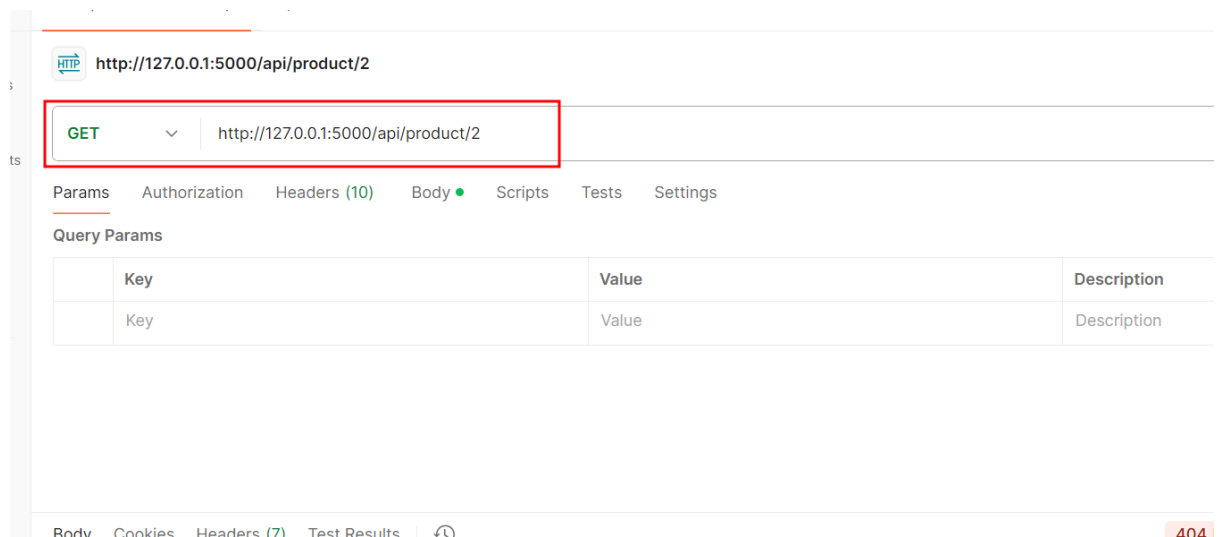 HTTP http://127.0.0.1:5000/api/product/2
GET http://127.0.0.1:5000/api/product/2
ts
Params Authorization Headers (10) Body Scripts Tests Settings
Query Params
Key Value Description
Key Value Description
Body Cookies Headers (7) Test Results 404